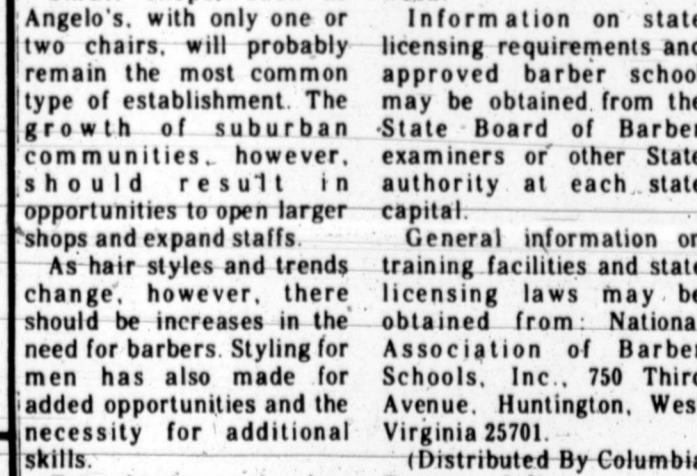 Angelo's, with only one or
two chairs, will probably
remain the most common
type of establishment. The
growth of suburban
communities, however,
should result in
opportunities to open larger
shops and expand staffs.
As hair styles and trends
change, however, there
should be increases in the
need for barbers. Styling for
men has also made for
added opportunities and the
necessity for additional
skills.
Information on state
licensing requirements and
approved barber schoo
may be obtained from the
State Board of Barber
examiners or other State
authority at each state
capital.
General information on
training facilities and state
licensing laws may be
obtained from: Nationa
Association of Barber
Schools, Inc., 750 Third
Avenue, Huntington, Wes
Virginia 25701.
(Distributed By Columbi